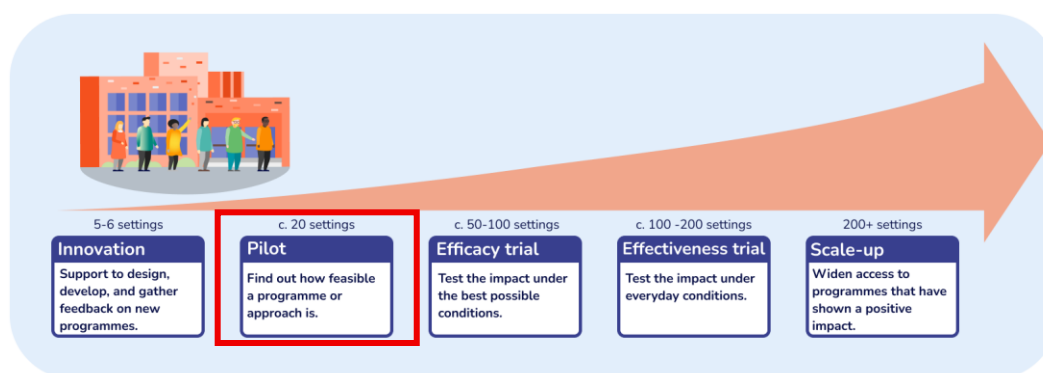 5-6 settings
Innovation
Support to design,
develop, and gather
feedback on new
programmes.
c. 20 settings
Pilot
Find out how feasible
a programme or
approach is.
c. 50-100 settings
Efficacy trial
Test the impact under
the best possible
conditions.
c. 100 -200 settings
Effectiveness trial
Test the impact under
everyday conditions.
200+ settings
Scale-up
Widen access to
programmes that have
shown a positive
impact.